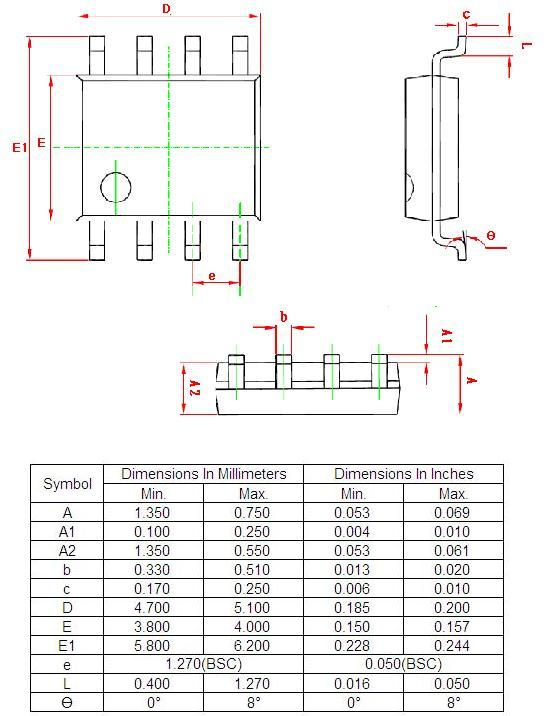 D
c
L
E1
E
e
θ
b
A1
A2
A
Symbol Dimensions In Millimeters Dimensions In Inches
Min. Max. Min. Max.
A 1.350 0.750 0.053 0.069
A1 0.100 0.250 0.004 0.010
A2 1.350 0.550 0.053 0.061
b 0.330 0.510 0.013 0.020
c 0.170 0.250 0.006 0.010
D 4.700 5.100 0.185 0.200
E 3.800 4.000 0.150 0.157
E1 5.800 6.200 0.228 0.244
e 1.270(BSC) 0.050(BSC)
L 0.400 1.270 0.016 0.050
θ 0° 8° 0° 8°